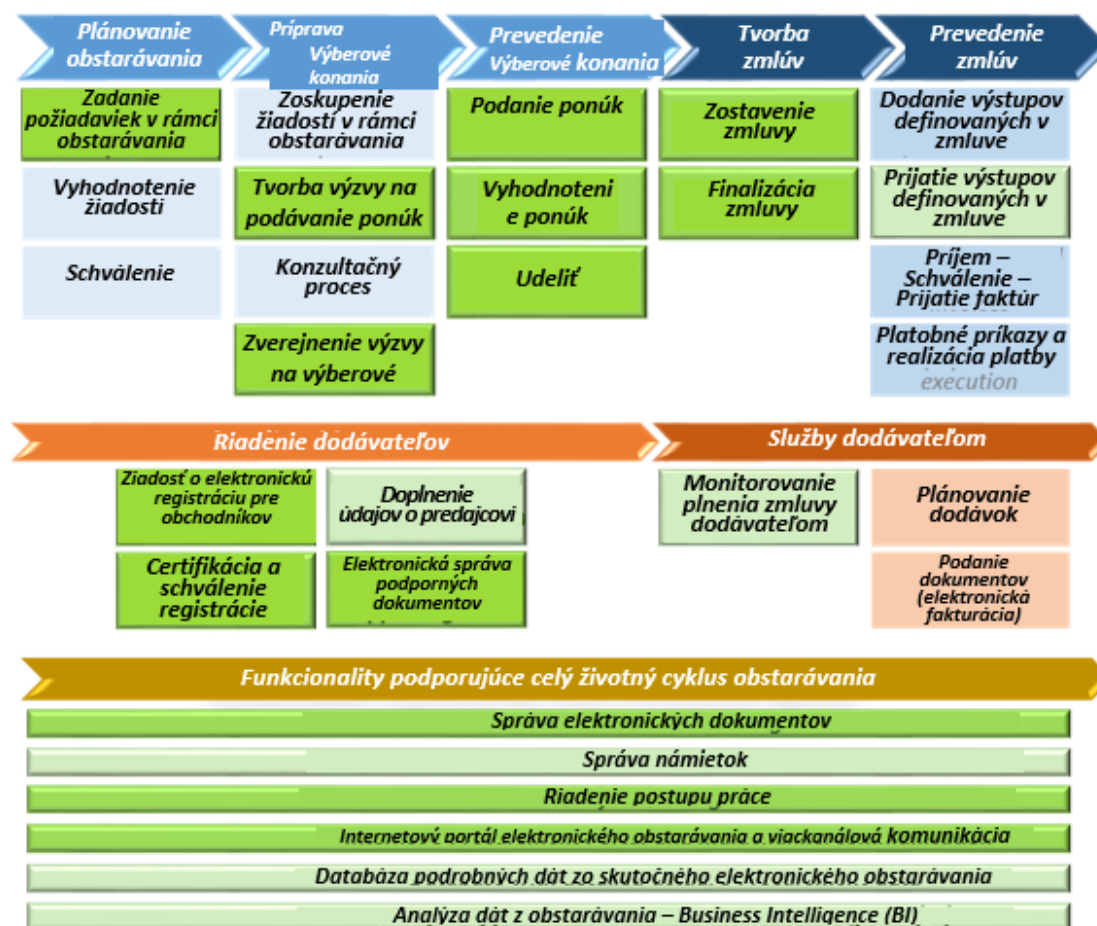 Plánovanie
obstarávania
Príprava
Výberové
konania
Prevedenie
Výberové konania
Tvorba
zmlúv
Prevedenie
zmlúv
Zadanie
požiadaviek v rámci
obstarávania
Vyhodnotenie
žiadostí
Schválenie
Zoskupenie
žiadostí v rámci
obstarávania
Tvorba výzvy na
podávanie ponúk
Konzultačný
proces
Zverejnenie výzvy
na výberové
Podanie ponúk
Vyhodnoteni
e ponúk
Udeliť
Zostavenie
zmluvy
Finalizácia
zmluvy
Dodanie výstupov
definovaných v
zmluve
Prijatie výstupov
definovaných v
zmluve
Príjem –
Schválenie –
Prijatie faktúr
Platobné príkazy a
realizácia platby
execution
Riadenie dodávateľov
Služby dodávateľom
Ziadosť o elektronickú
registráciu pre
obchodníkov
Doplnenie
údajov o predajcovi
Certifikácia a
schválenie
registrácie
Elektronická správa
podporných
dokumentov
Monitorovanie
plnenia zmluvy
dodávateľom
Plánovanie
dodávok
Podanie
dokumentov
(elektronická
fakturácia)
Funkcionality podporujúce celý životný cyklus obstarávania
Správa elektronických dokumentov
Správa námietok
Riadenie postupu práce
Internetový portál elektronického obstarávania a viackanálová komunikácia
Databáza podrobných dát zo skutočného elektronického obstarávania
Analýza dát z obstarávania – Business Intelligence (BI)